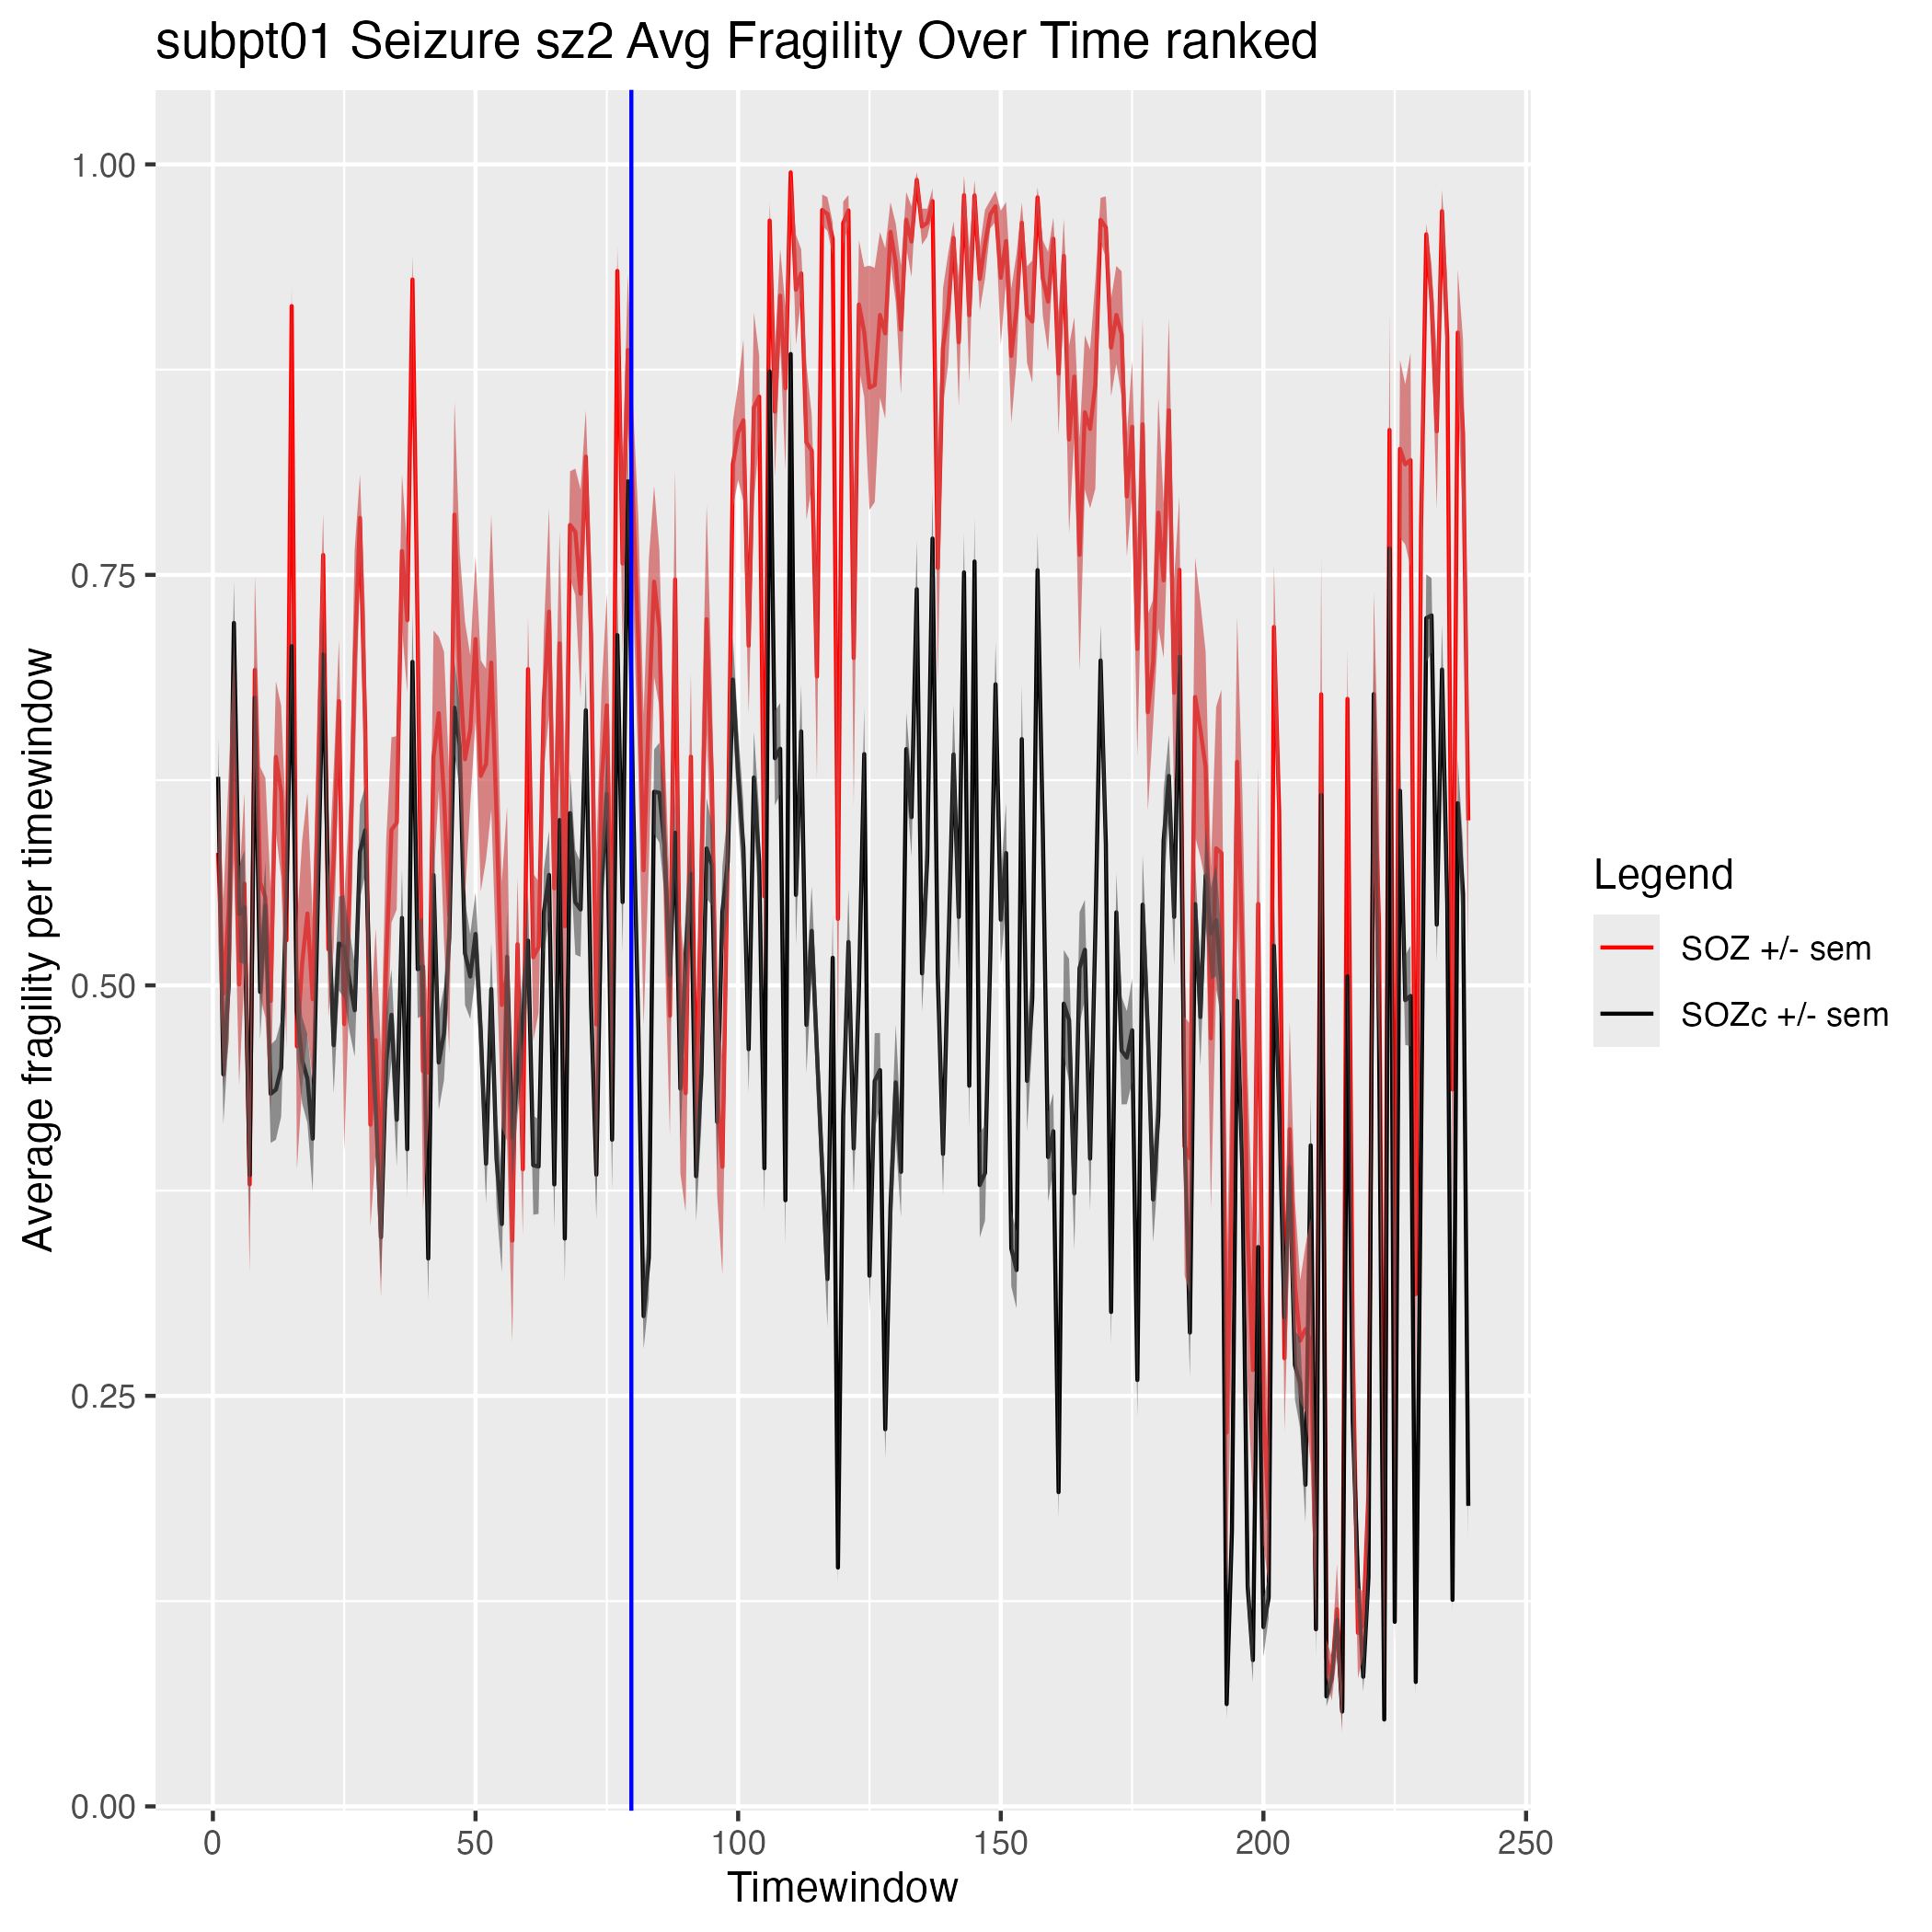 subpt01 Seizure sz2 Avg Fragility Over Time ranked
Average fragility per timewindow
1.00
0.75
0.50
0.25
0.00
0 50 100 150 200 250
Timewindow
Legend
SOZ +/- sem
SOZc +/- sem